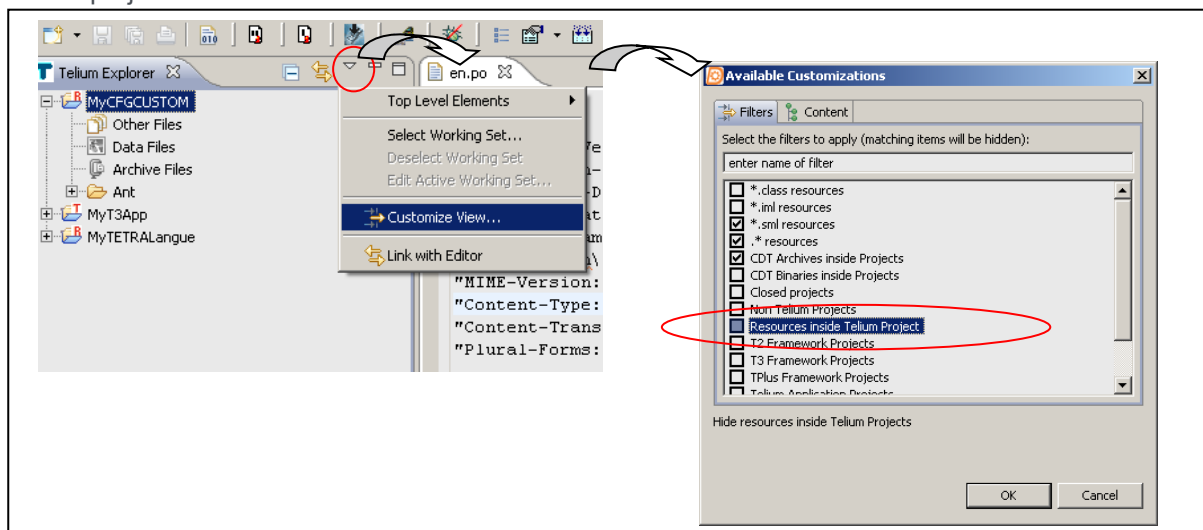 Telium Explorer
en.po
MyCFGCUSTOM
Other Files
Data Files
Archive Files
Ant
MyT3App
MyTETRALangue
Top Level Elements
Select Working Set...
Deselect Working Set
Edit Active Working Set...
Customize View...
Link with Editor
"MIME-Version:
"Content-Type:
"Content-Trans
"Plural-Forms:
Available Customizations
Filters
Content
Select the filters to apply (matching items will be hidden):
enter name of filter
*.class resources
*.iml resources
*.sml resources
.* resources
CDT Archives inside Projects
CDT Binaries inside Projects
Closed projects
Non Telium Projects
Resources inside Telium Project
T2 Framework Projects
T3 Framework Projects
TPlus Framework Projects
Telium Application Projects
Hide resources inside Telium Projects
OK
Cancel